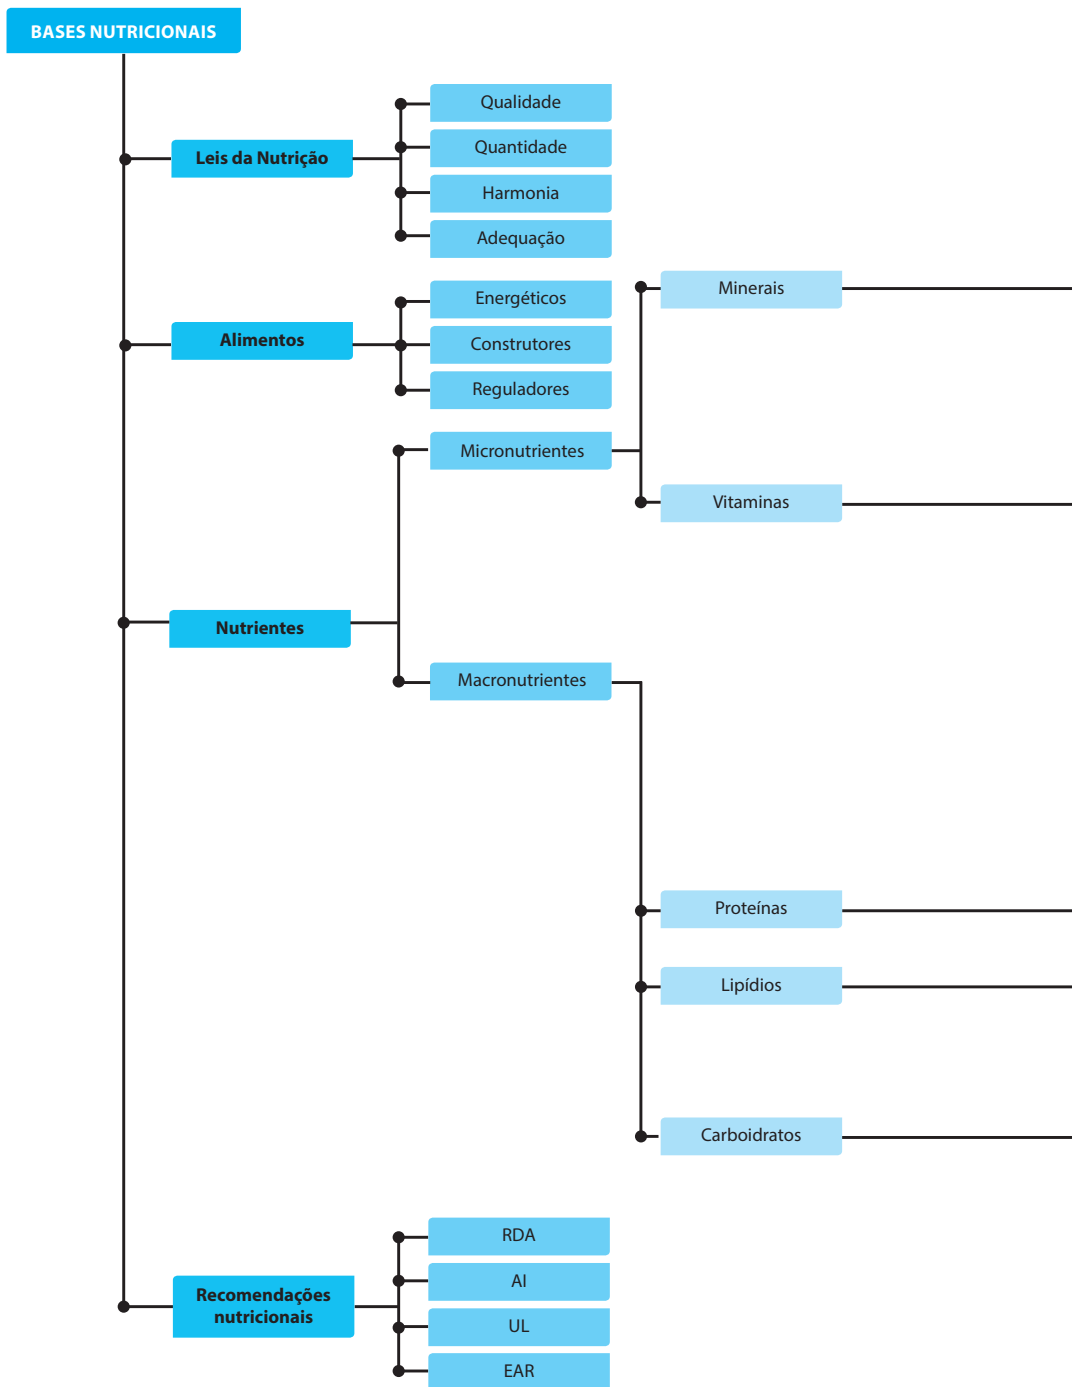 BASES NUTRICIONAIS
Leis da Nutrição
Qualidade
Quantidade
Harmonia
Adequação
Alimentos
Energéticos
Construtores
Reguladores
Nutrientes
Micronutrientes
Minerais
Vitaminas
Macronutrientes
Proteínas
Lipídios
Carboidratos
Recomendações
nutricionais
RDA
AI
UL
EAR